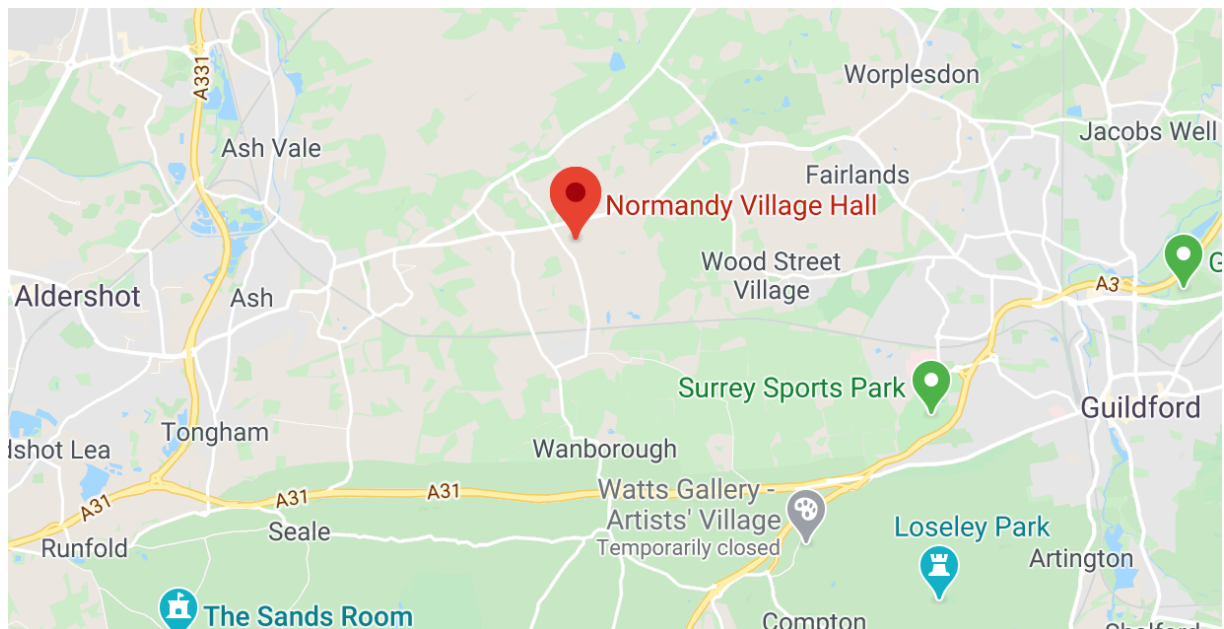 A331
Worplesdon
Jacobs Well
Ash Vale
Fairlands
Normandy Village Hall
Wood Street
Village
G
A3
Aldershot
Ash
Surrey Sports Park
Guildford
Tongham
dshot Lea
Wanborough
A31
A31
A31
Watts Gallery -
Artists' Village
Temporarily closed
Seale
Runfold
Loseley Park
Artington
The Sands Room
Compton